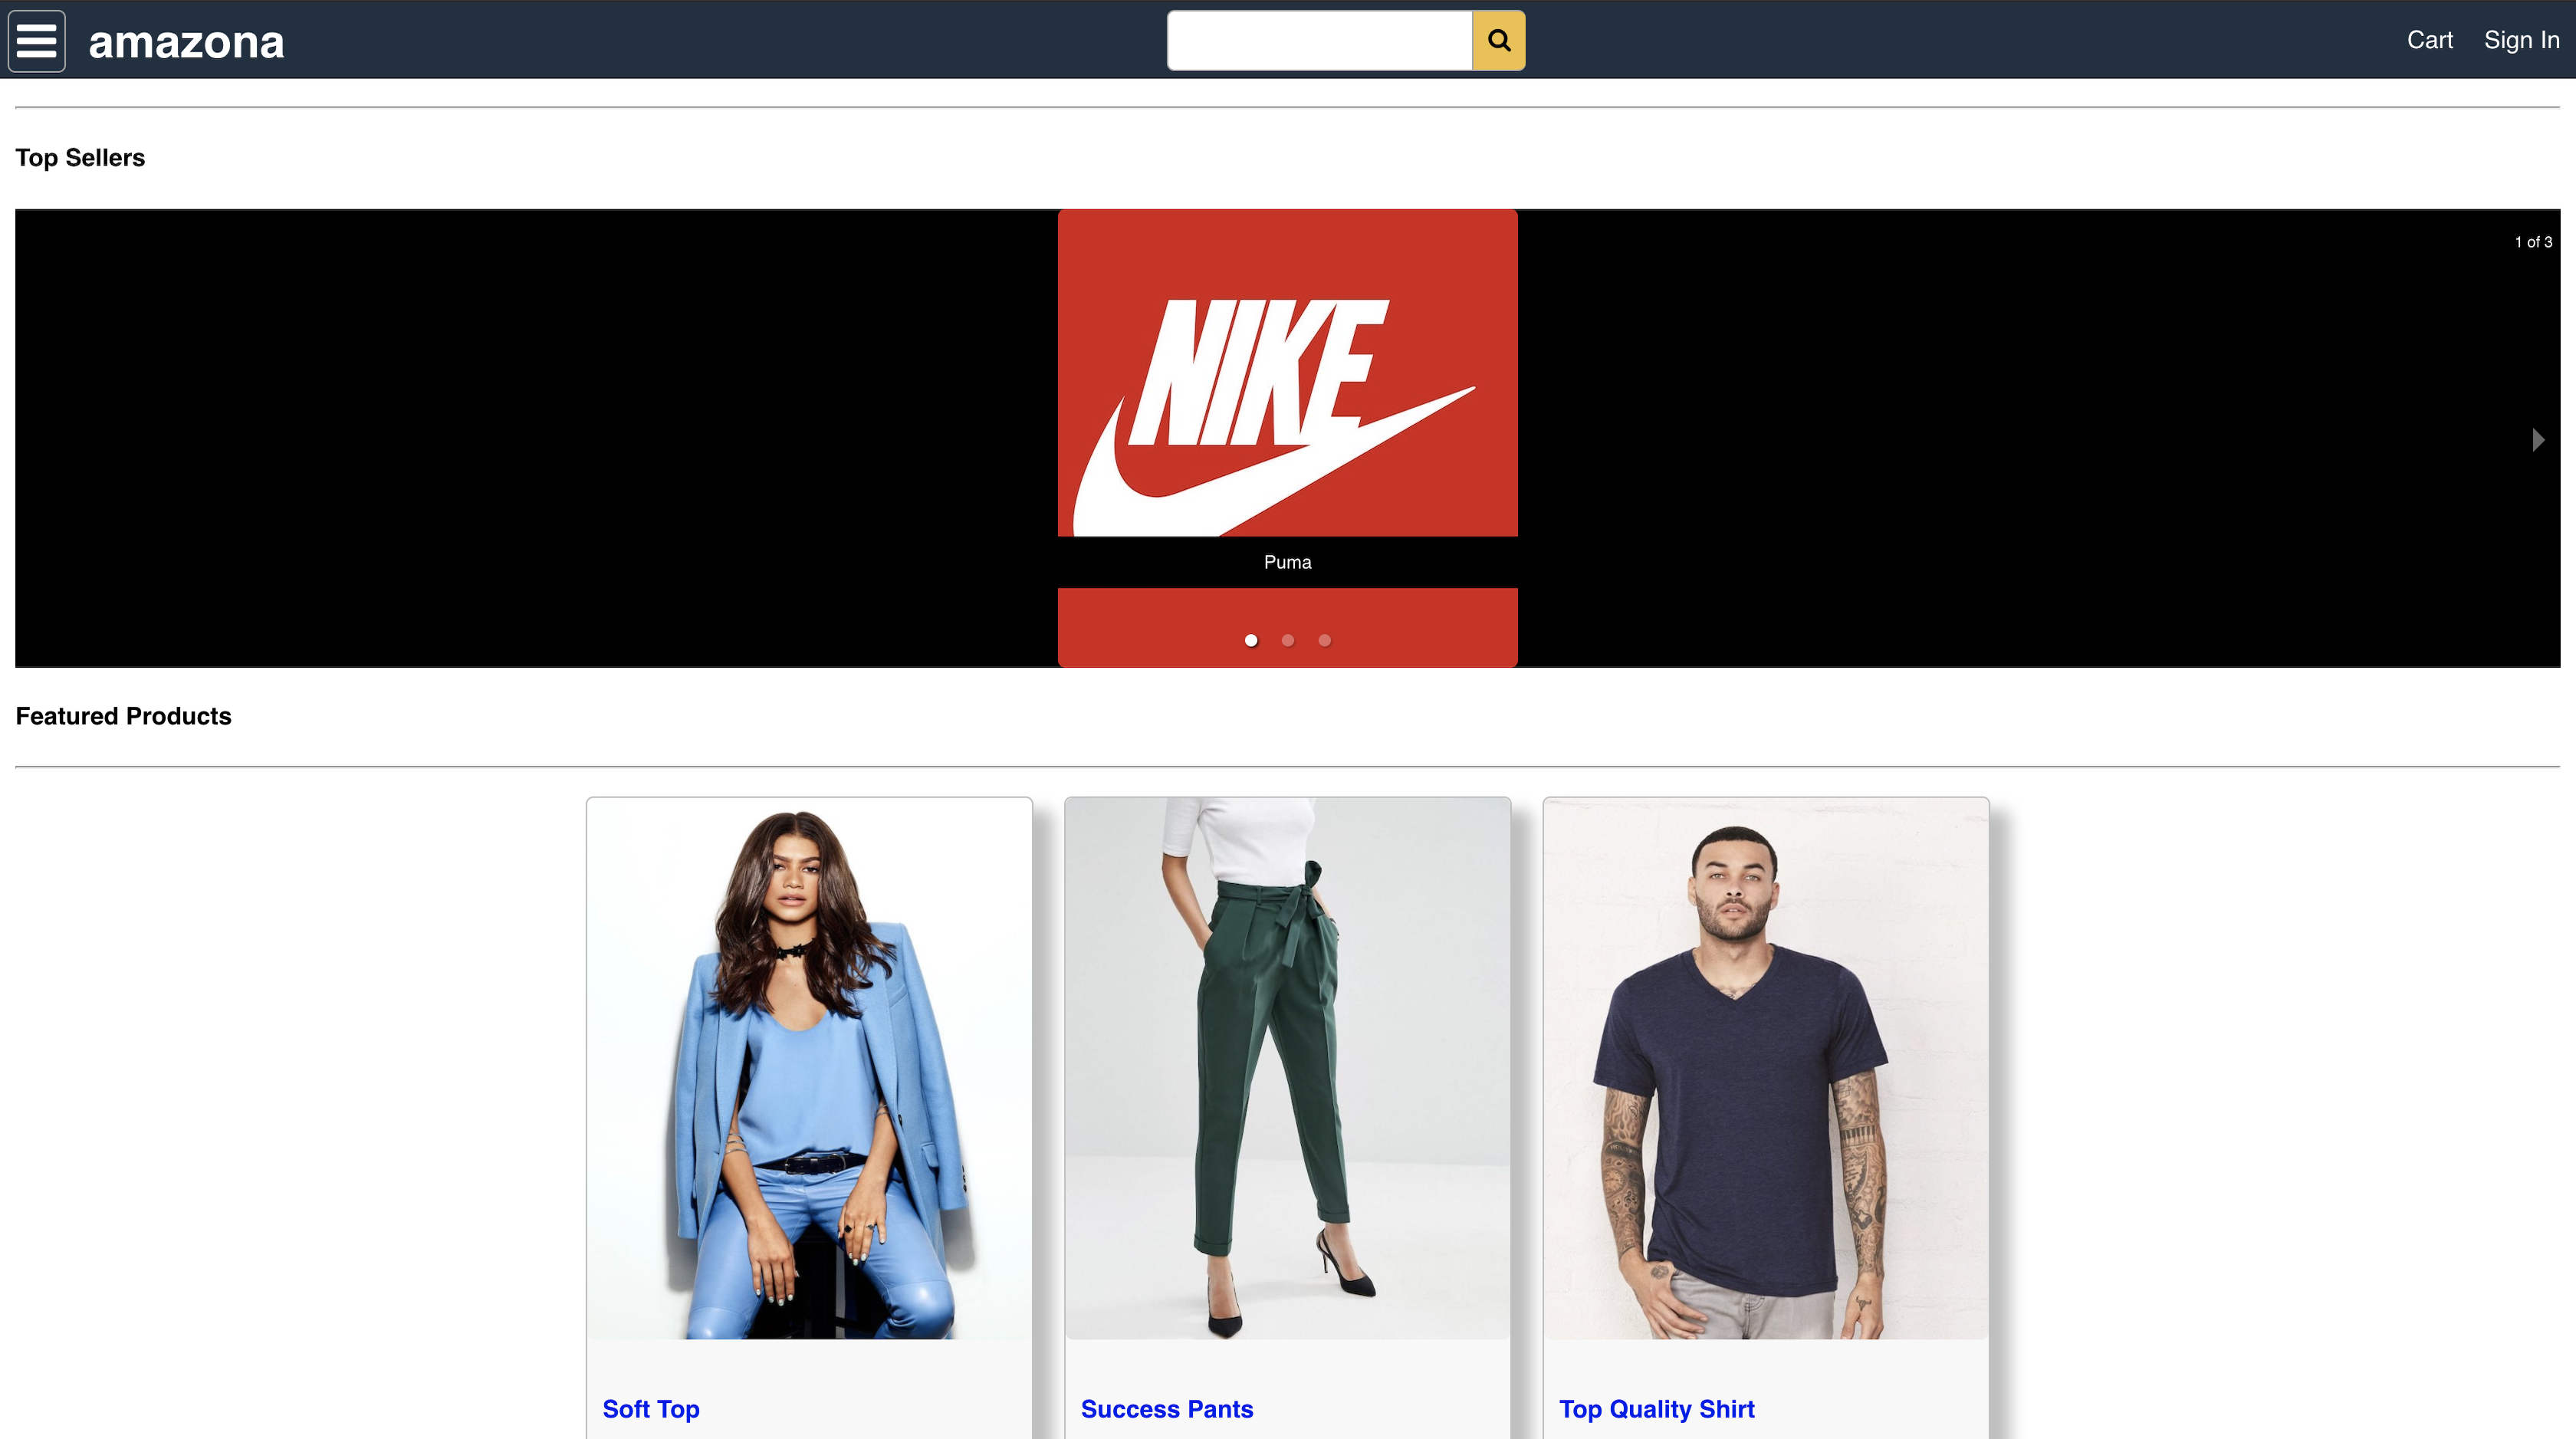 amazona
Cart
Sign In
Top Sellers
1 of 3
NIKE
Puma
Featured Products
Soft Top
Success Pants
Top Quality Shirt